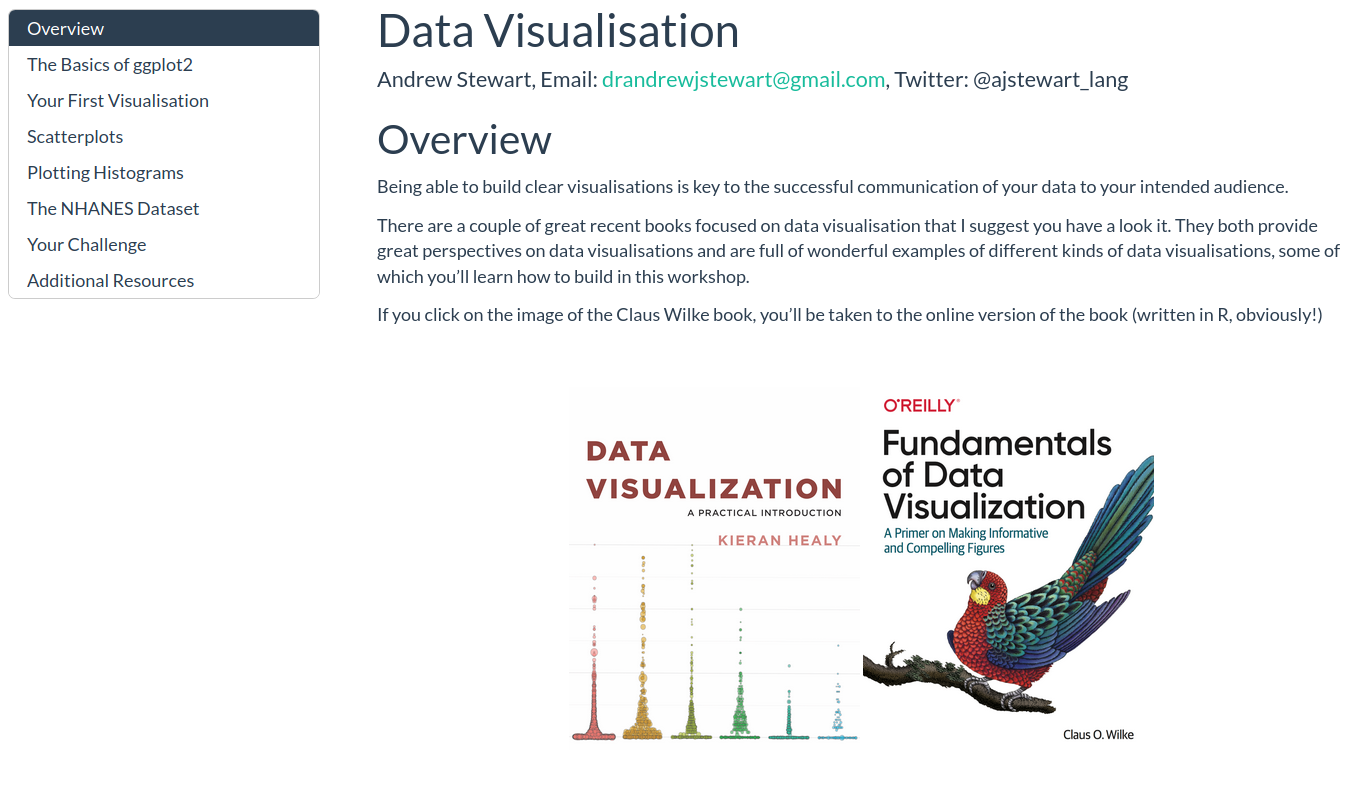 Overview
The Basics of ggplot2
Your First Visualisation
Scatterplots
Plotting Histograms
The NHANES Dataset
Your Challenge
Additional Resources
Data Visualisation
Andrew Stewart, Email: drandrewjstewart@gmail.com, Twitter: @ajstewart_lang
Overview
Being able to build clear visualisations is key to the successful communication of your data to your intended audience.
There are a couple of great recent books focused on data visualisation that I suggest you have a look it. They both provide
great perspectives on data visualisations and are full of wonderful examples of different kinds of data visualisations, some of
which you’ll learn how to build in this workshop.
If you click on the image of the Claus Wilke book, you’ll be taken to the online version of the book (written in R, obviously!)
DATA
VISUALIZATION
A PRACTICAL INTRODUCTION
KIERAN HEALY
O'REILLY®
Fundamentals
of Data
Visualization
A Primer on Making Informative
and Compelling Figures
Claus O. Wilke